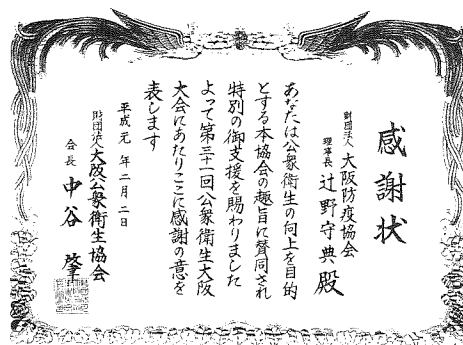 感謝状
財団法人 大阪防疫協会
理事長 辻野守典殿
あなたは公衆衛生の向上を目的
とする本協会の趣旨に賛同され
特別の御支援を賜わりました
よって第三十一回公衆衛生大阪
大会にあたりここに感謝の意を
表します
平成元年二月二日
財団法人 大阪公衆衛生協会
会長 中谷 肇